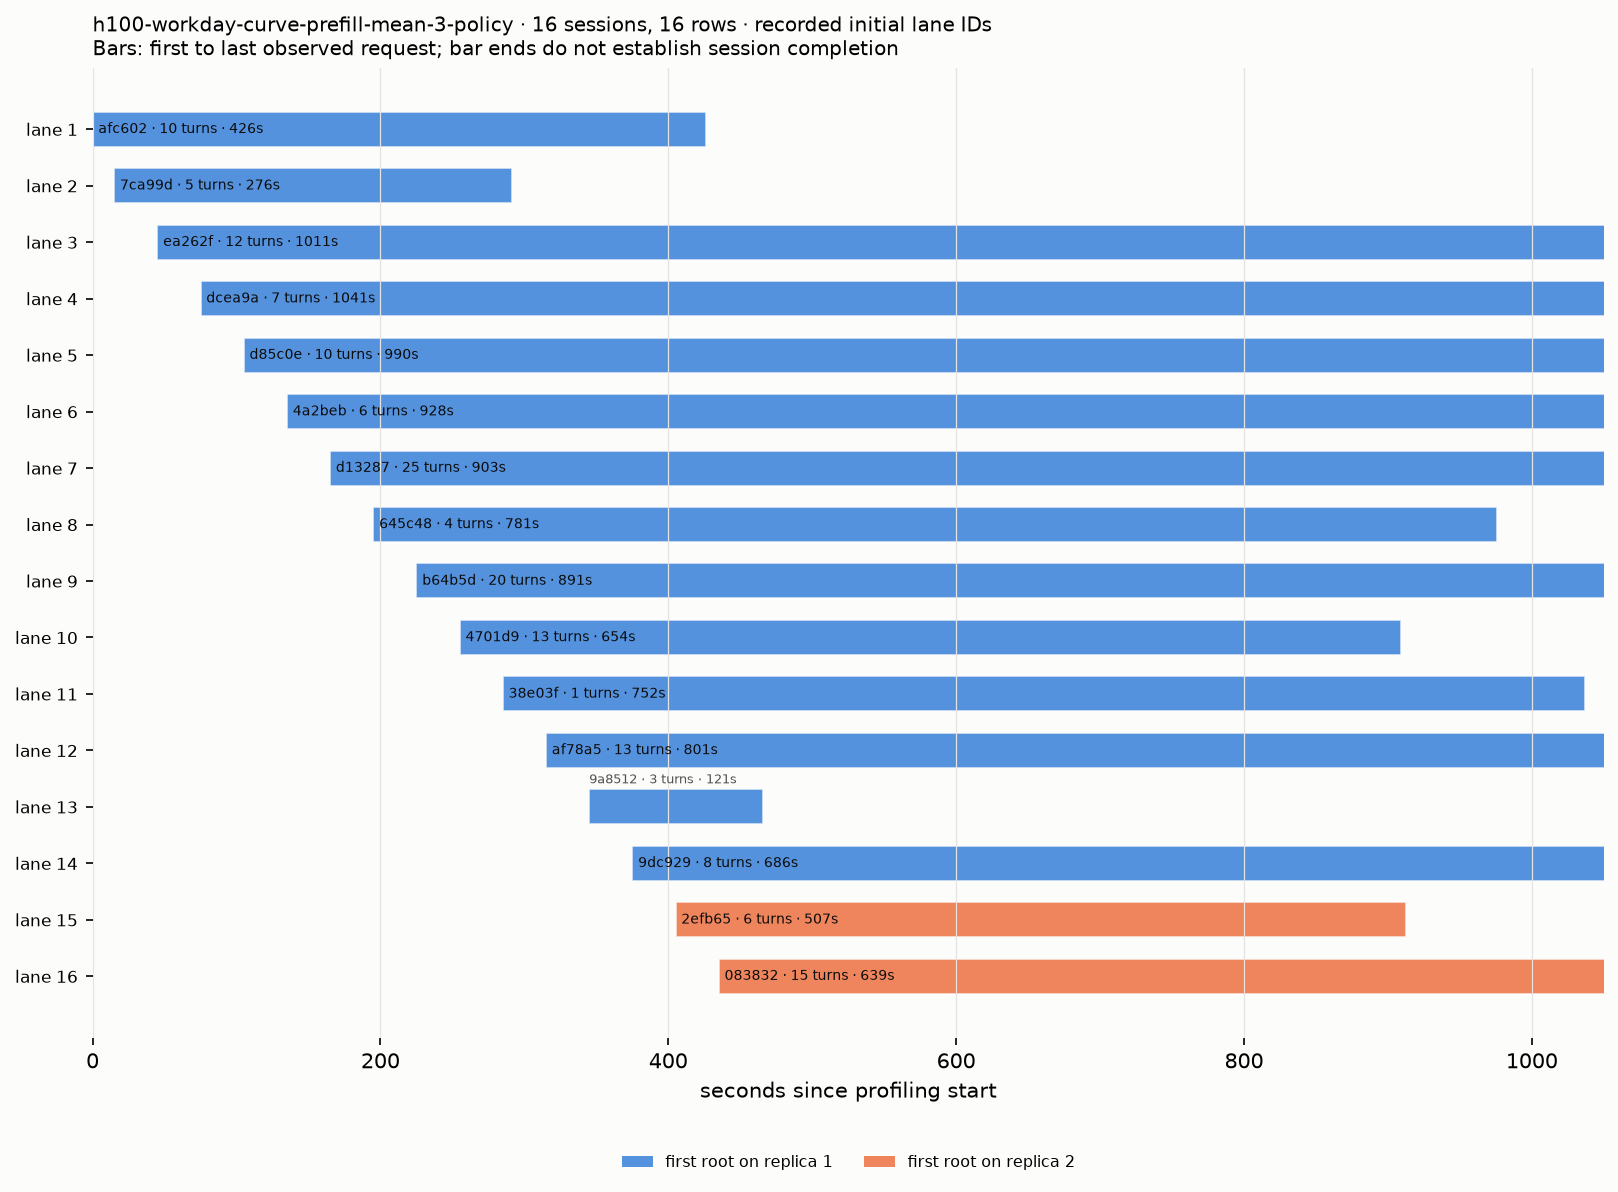 h100-workday-curve-prefill-mean-3-policy · 16 sessions, 16 rows · recorded initial lane IDs
Bars: first to last observed request; bar ends do not establish session completion
lane 1
afc602 · 10 turns · 426s
lane 2
7ca99d · 5 turns · 276s
lane 3
ea262f · 12 turns · 1011s
lane 4
dcea9a · 7 turns · 1041s
lane 5
d85c0e · 10 turns · 990s
lane 6
4a2beb · 6 turns · 928s
lane 7
d13287 · 25 turns · 903s
lane 8
645c48 · 4 turns · 781s
lane 9
b64b5d · 20 turns · 891s
lane 10
4701d9 · 13 turns · 654s
lane 11
38e03f · 1 turns · 752s
lane 12
af78a5 · 13 turns · 801s
9a8512 · 3 turns · 121s
lane 13
lane 14
9dc929 · 8 turns · 686s
lane 15
2efb65 · 6 turns · 507s
lane 16
083832 · 15 turns · 639s
0 200 400 600 800 1000
seconds since profiling start
first root on replica 1 first root on replica 2